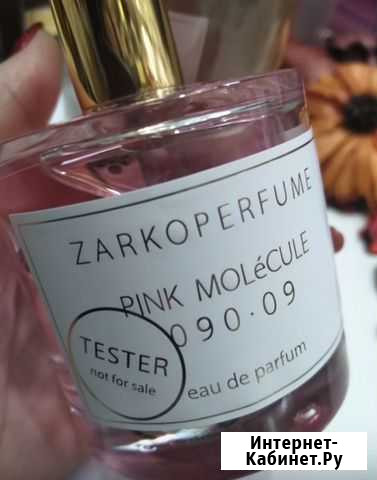 ZARKOPERFUME
PINK MOLéCULE
090·09
TESTER
not for sale
eau de parfum
Интернет-
Кабинет.Ру